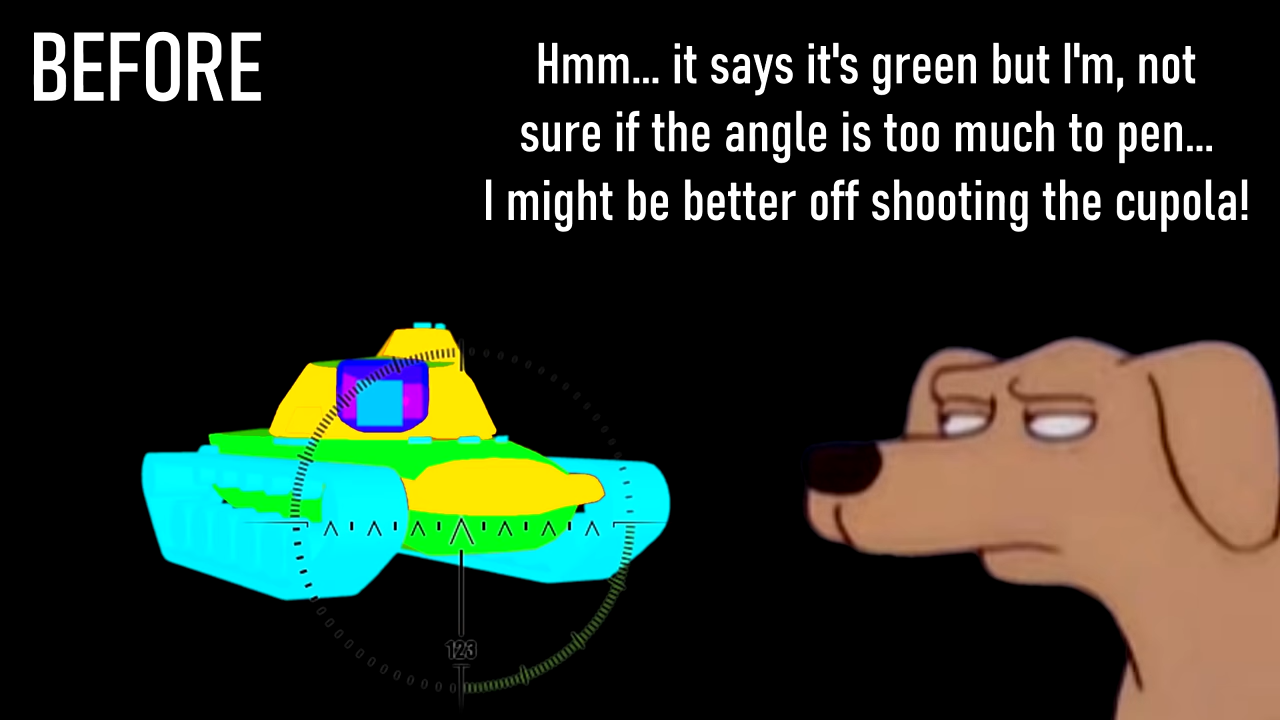 BEFORE
Hmm... it says it's green but I'm, not
sure if the angle is too much to pen...
I might be better off shooting the cupola!
123